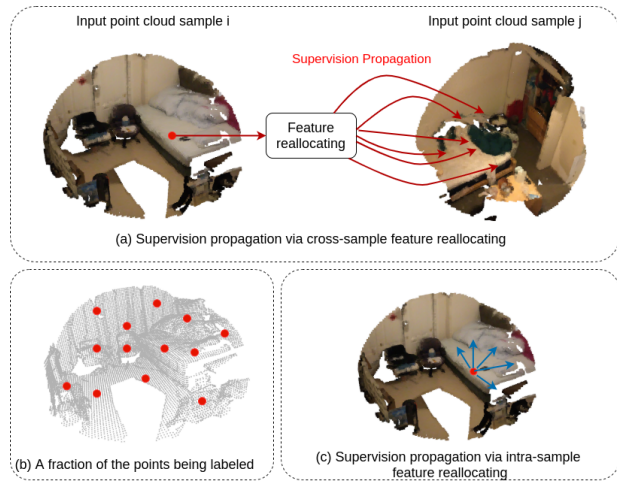 Input point cloud sample i
Input point cloud sample j
Supervision Propagation
Feature
reallocating
(a) Supervision propagation via cross-sample feature reallocating
(b) A fraction of the points being labeled
(c) Supervision propagation via intra-sample
feature reallocating